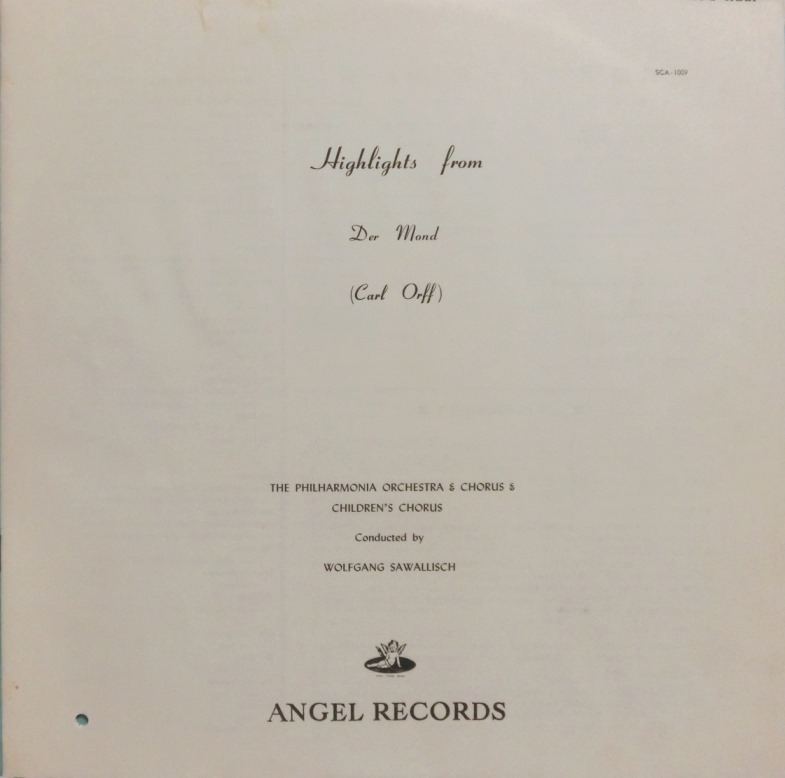 SCA-1009
Highlights from
Der Mond
(Carl Orff)
THE PHILHARMONIA ORCHESTRA & CHORUS &
CHILDREN'S CHORUS
Conducted by
WOLFGANG SAWALLISCH
ANGEL RECORDS